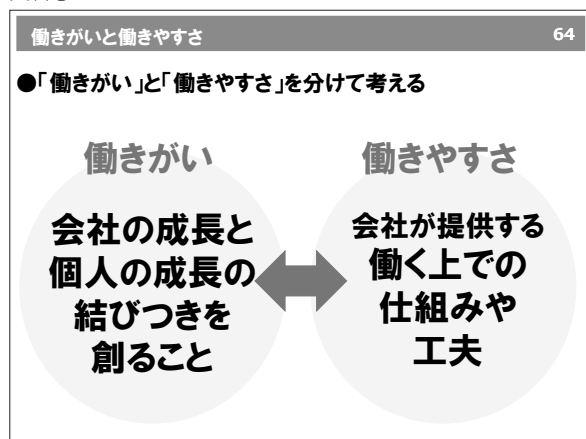 働きがいと働きやすさ 64
●「働きがい」と「働きやすさ」を分けて考える
働きがい
会社の成長と
個人の成長の
結びつきを
創ること
働きやすさ
会社が提供する
働く上での
仕組みや
工夫